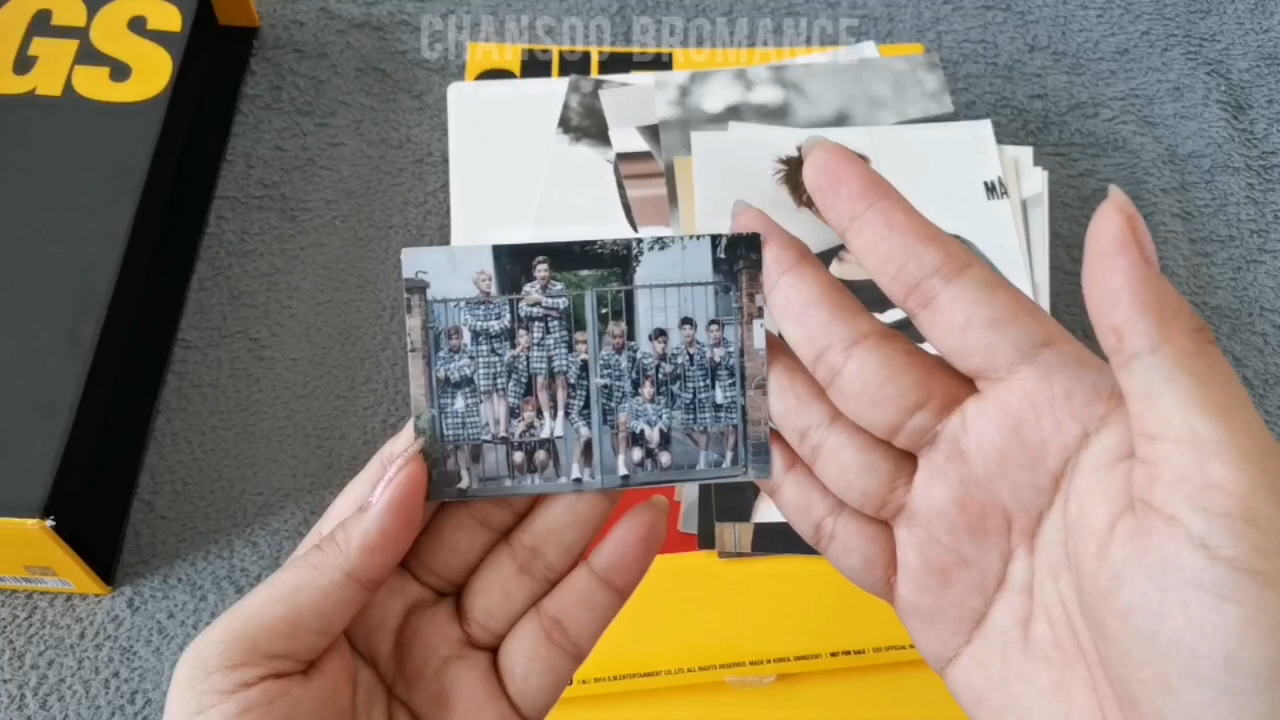 CHANSOO BROMANCE
GS
MA
℗&© 2014 S.M.ENTERTAINMENT CO.,LTD. ALL RIGHTS RESERVED. MADE IN KOREA. | NOT FOR SALE | EXO OFFICIAL